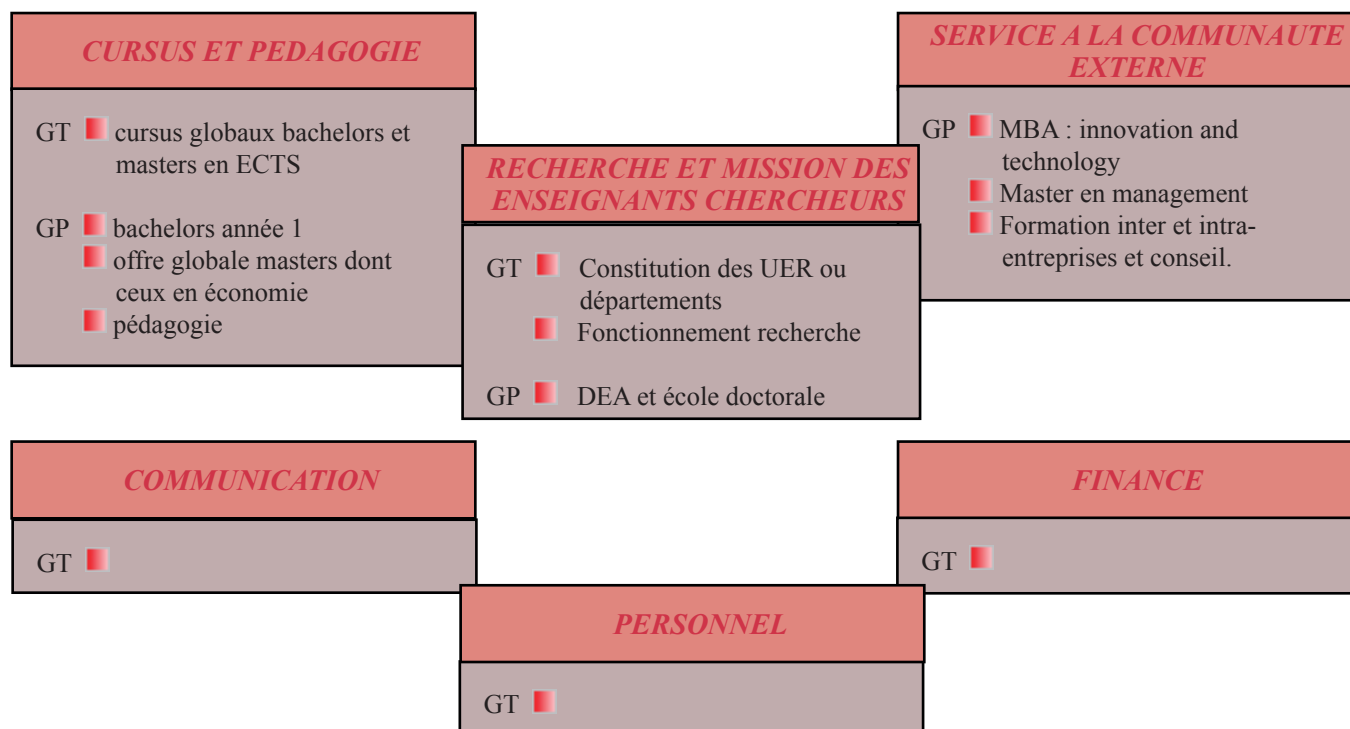 CURSUS ET PEDAGOGIE
GT cursus globaux bachelors et
masters en ECTS
GP bachelors année 1
offre globale masters dont
ceux en économie
pédagogie
RECHERCHE ET MISSION DES
ENSEIGNANTS CHERCHEURS
GT Constitution des UER ou
départements
Fonctionnement recherche
GP DEA et école doctorale
SERVICE A LA COMMUNAUTE
EXTERNE
GP MBA : innovation and
technology
Master en management
Formation inter et intra-
entreprises et conseil.
COMMUNICATION
GT
PERSONNEL
GT
FINANCE
GT